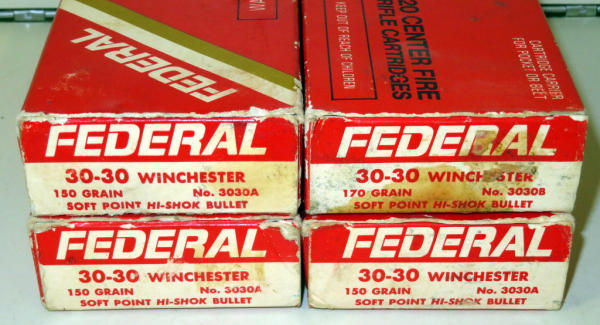 FEDERAL
20 CENTER FIRE
RIFLE CARTRIDGES
KEEP OUT OF REACH OF CHILDREN
CARTRIDGE CARRIER
FOR POCKET OR BELT
FEDERAL
30-30 WINCHESTER
150 GRAIN No. 3030A
SOFT POINT HI-SHOK BULLET
FEDERAL
30-30 WINCHESTER
170 GRAIN No. 3030B
SOFT POINT HI-SHOK BULLET
FEDERAL
30-30 WINCHESTER
150 GRAIN No. 3030A
SOFT POINT HI-SHOK BULLET
FEDERAL
30-30 WINCHESTER
150 GRAIN No. 3030A
SOFT POINT HI-SHOK BULLET